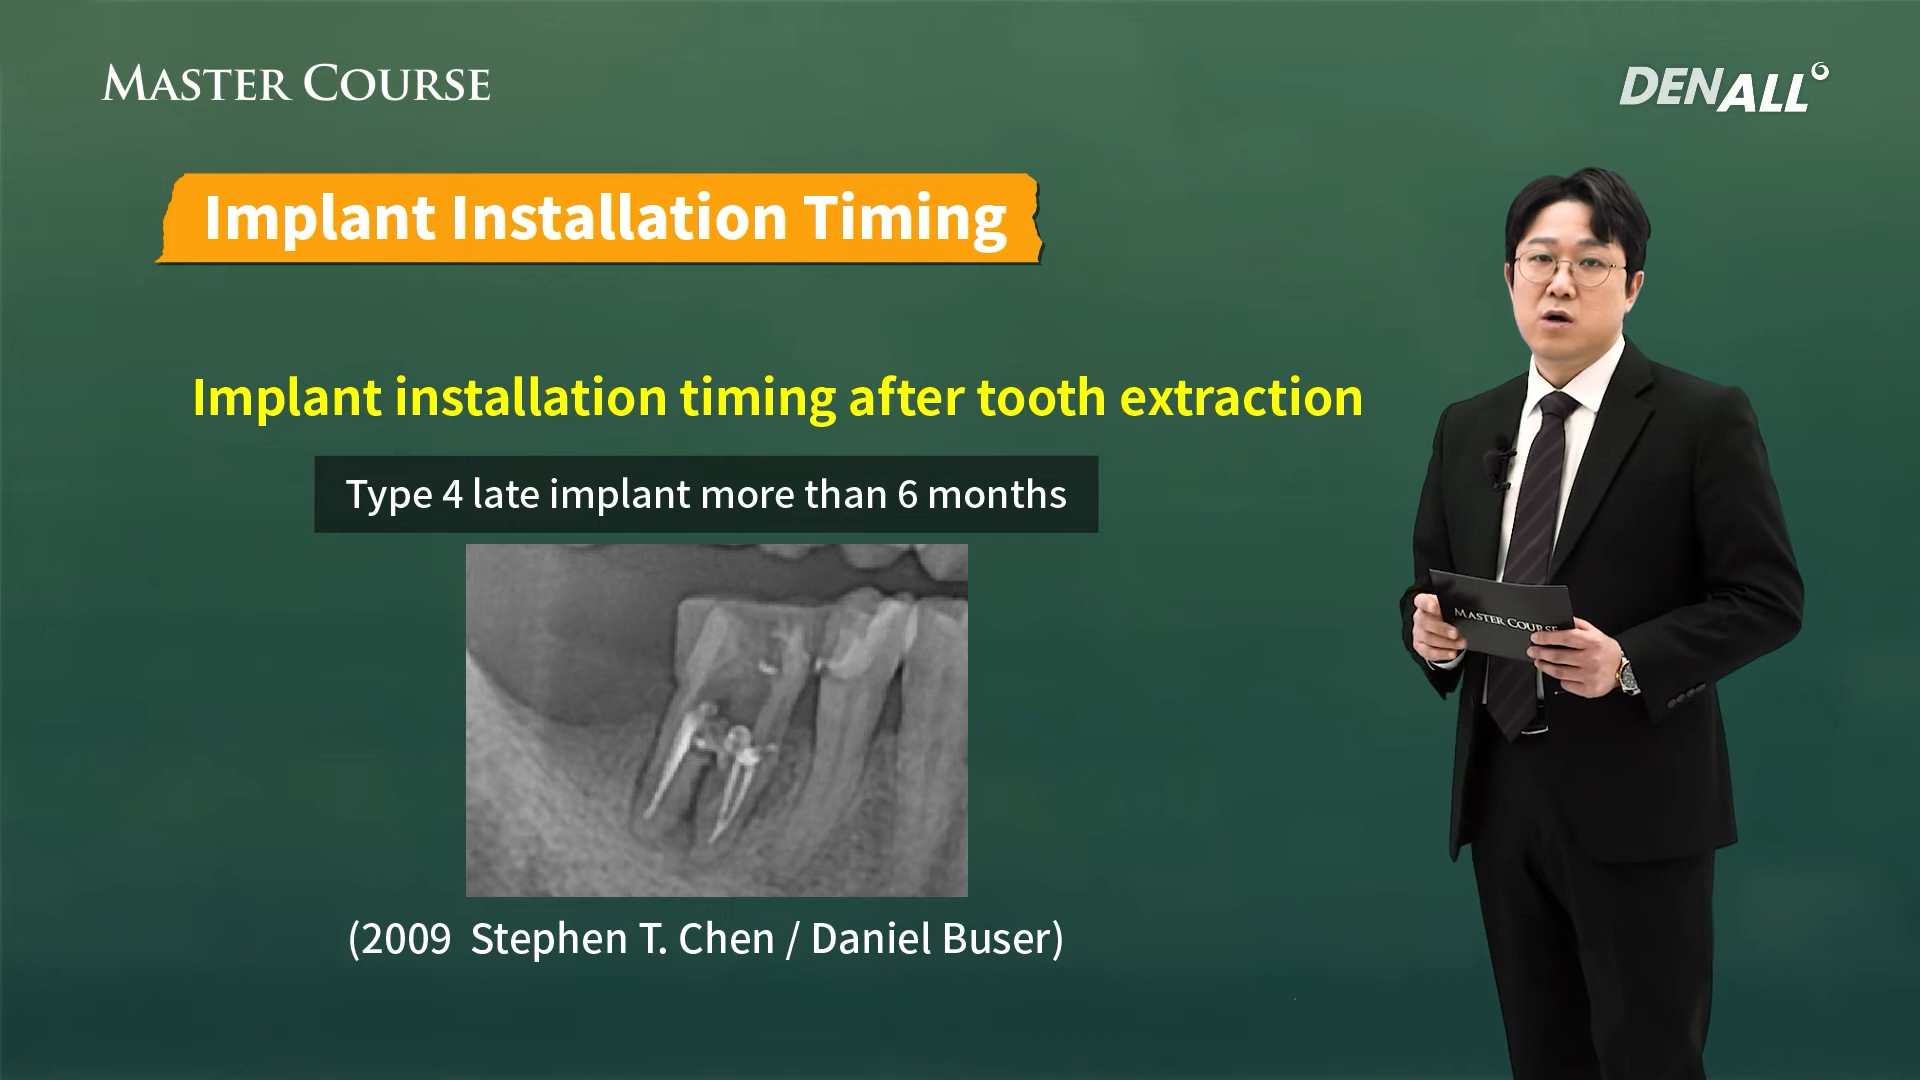 MASTER COURSE
DENALL
Implant Installation Timing
Implant installation timing after tooth extraction
Type 4 late implant more than 6 months
MASTER COURSE
(2009 Stephen T. Chen / Daniel Buser)